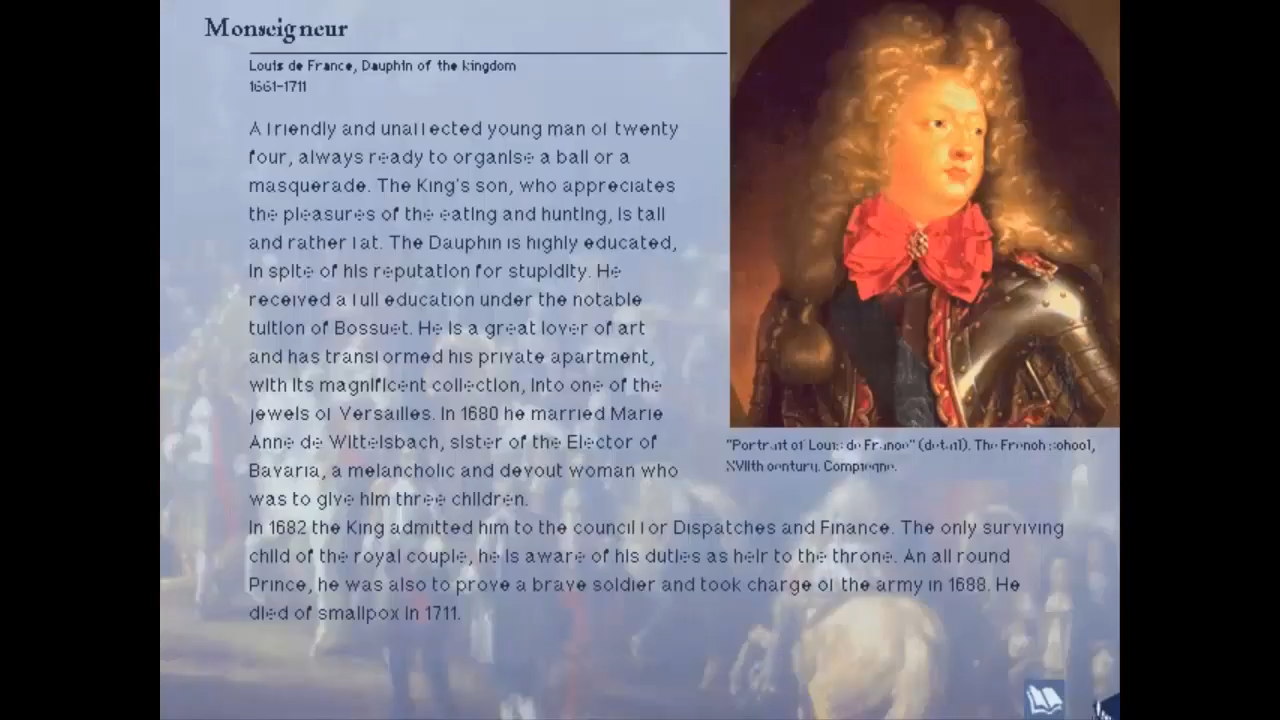 Monseigneur
Louis de France, Dauphin of the kingdom
1661-1711
A friendly and unaffected young man of twenty
four, always ready to organise a ball or a
masquerade. The King's son, who appreciates
the pleasures of the eating and hunting, is tall
and rather fat. The Dauphin is highly educated,
in spite of his reputation for stupidity. He
received a full education under the notable
tuition of Bossuet. He is a great lover of art
and has transformed his private apartment,
with its magnificent collection, into one of the
jewels of Versailles. In 1680 he married Marie
Anne de Wittelsbach, sister of the Elector of
Bavaria, a melancholic and devout woman who
was to give him three children.
In 1682 the King admitted him to the council for Dispatches and Finance. The only surviving
child of the royal couple, he is aware of his duties as heir to the throne. An all round
Prince, he was also to prove a brave soldier and took charge of the army in 1688. He
died of smallpox in 1711.
"Portrait of Louis de France" (detail). The French school,
XVIIth century. Compiegne.